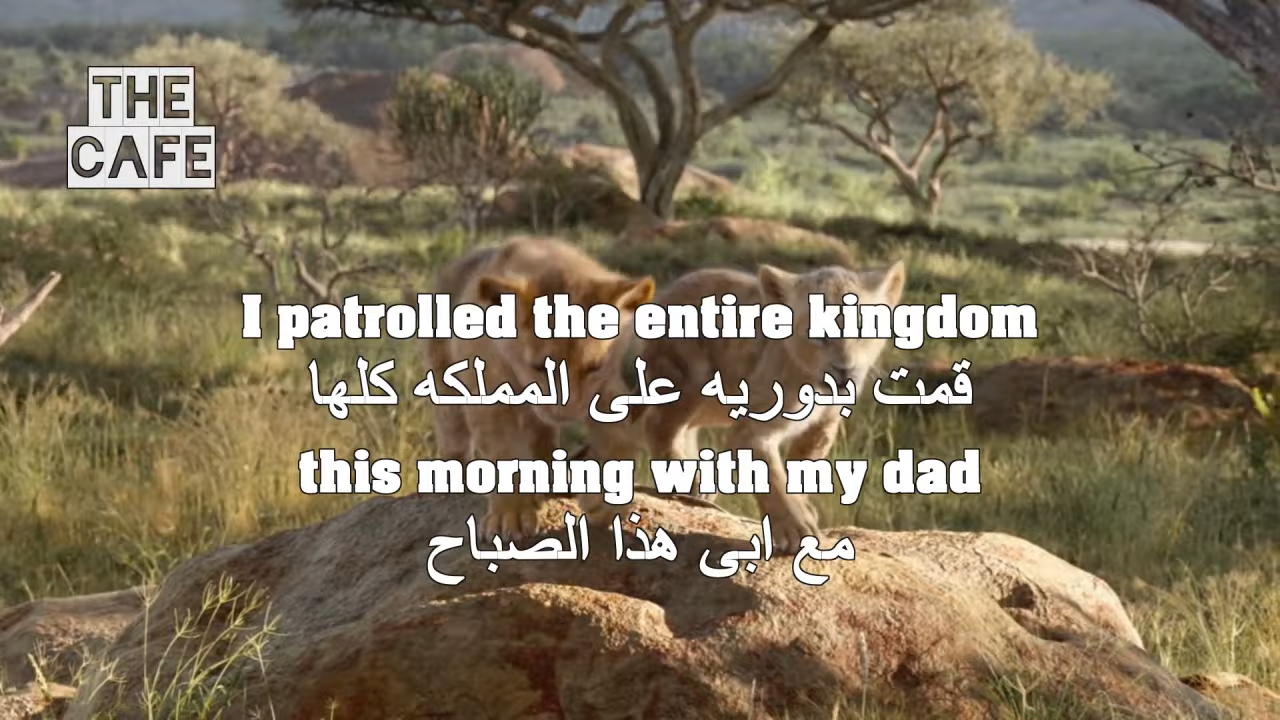 THE
CAFE
I patrolled the entire kingdom
قمت بدوريه على المملكه كلها
this morning with my dad
مع ابى هذا الصباح